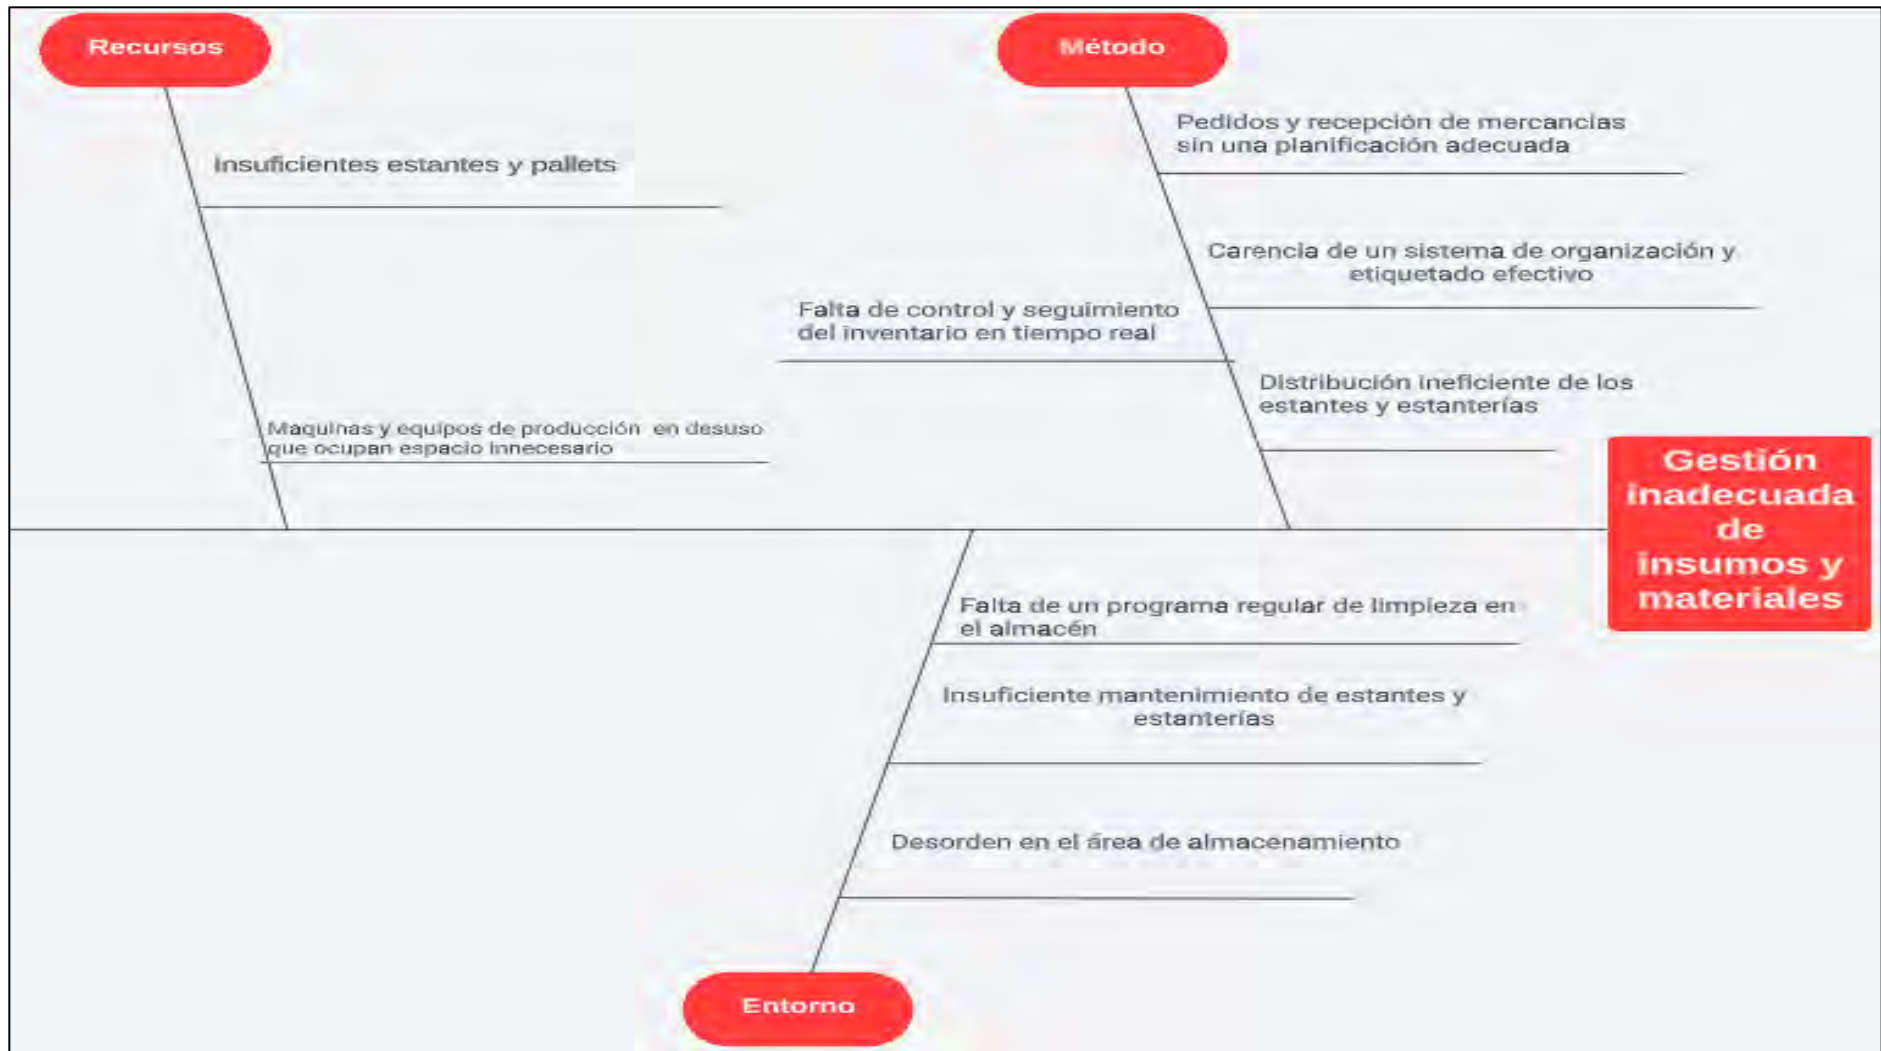 Recursos
Método
Pedidos y recepción de mercancias
sin una planificación adecuada
Insuficientes estantes y pallets
Carencia de un sistema de organización y
etiquetado efectivo
Falta de control y seguimiento
del inventario en tiempo real
Distribución ineficiente de los
estantes y estanterías
Maquinas y equipos de producción en desuso
que ocupan espacio innecesario
Gestión
inadecuada
de
insumos y
materiales
Falta de un programa regular de limpieza en
el almacén
Insuficiente mantenimiento de estantes y
estanterías
Desorden en el área de almacenamiento
Entorno